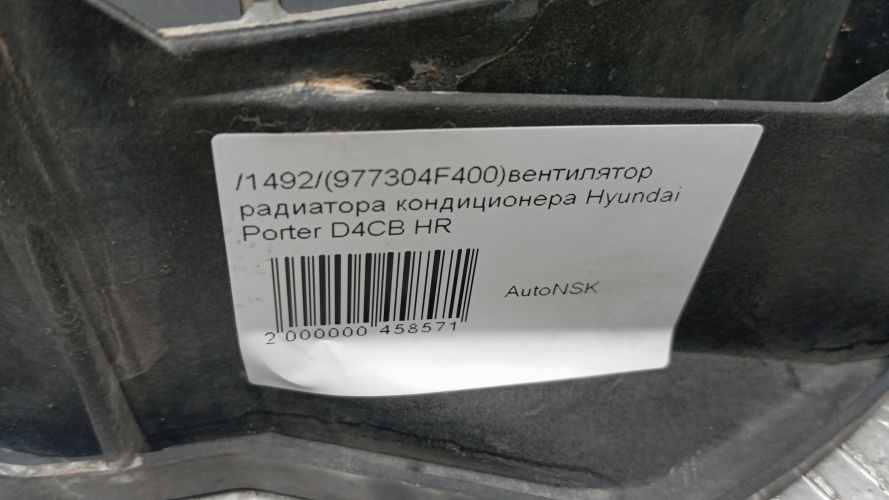 /1492/(977304F400)вентилятор
радиатора кондиционера Hyundai
Porter D4CB HR
AutoNSK
2 000000 458571